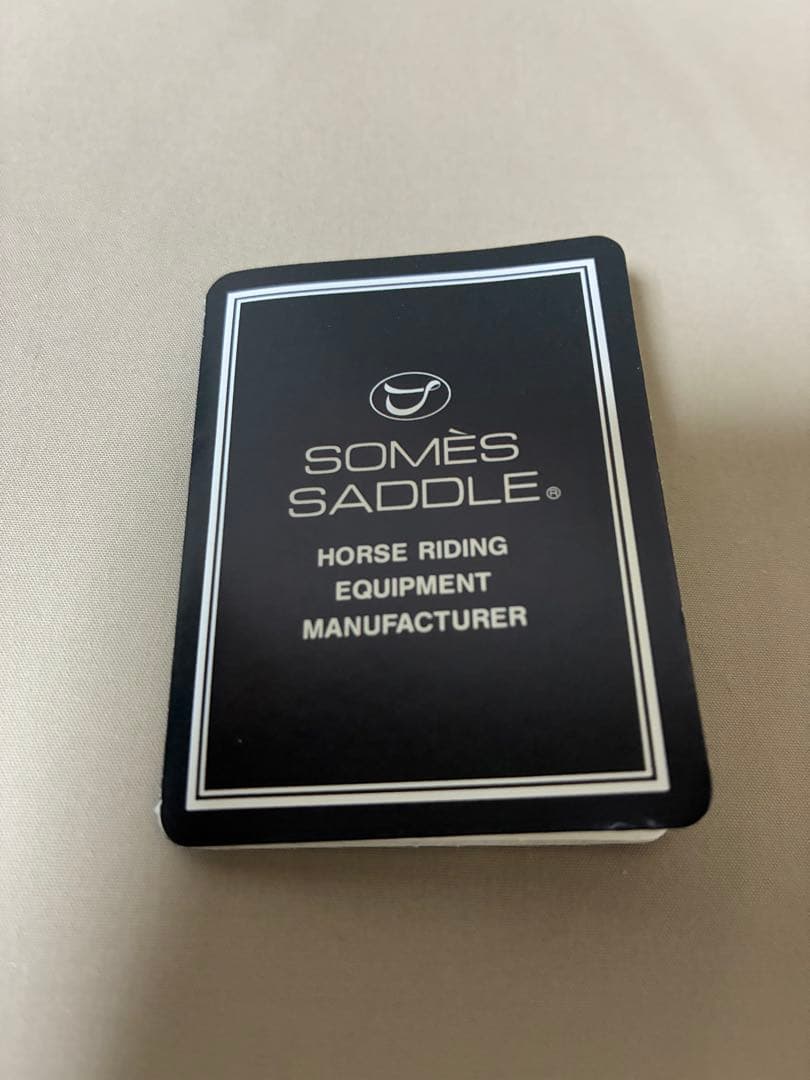 SOMÈS
SADDLE®
HORSE RIDING
EQUIPMENT
MANUFACTURER